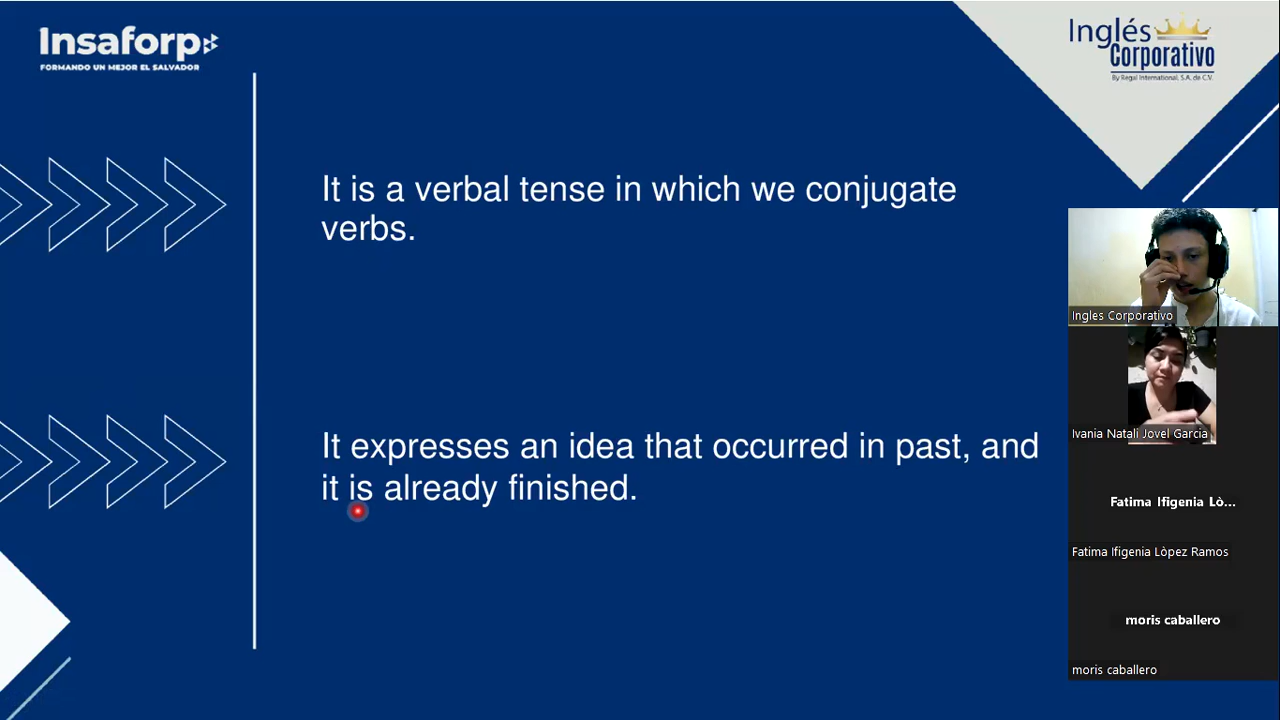 Insaforp
FORMANDO UN MEJOR EL SALVADOR
Inglés
Corporativo
By Regal International, S.A. de C.V.
It is a verbal tense in which we conjugate
verbs.
It expresses an idea that occurred in past, and
it is already finished.
Ingles Corporativo
Ivania Natali Jovel Garcia
Fatima Ifigenia Lò...
Fatima Ifigenia Lòpez Ramos
moris caballero
moris caballero